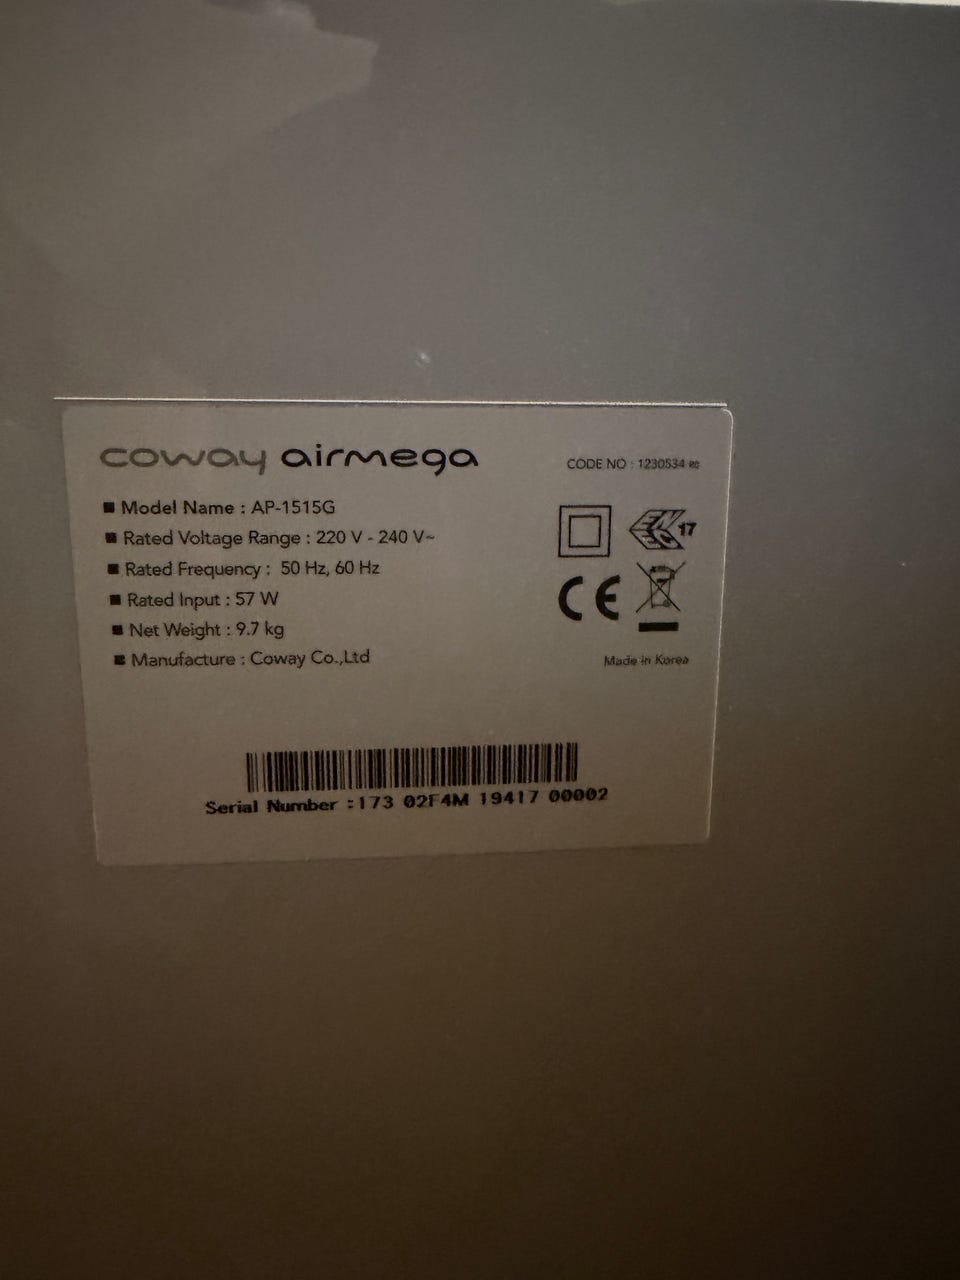 coway airmega
CODE NO : 1230534
■ Model Name : AP-1515G
■ Rated Voltage Range : 220 V - 240 V~
■ Rated Frequency : 50 Hz, 60 Hz
■ Rated Input : 57 W
■ Net Weight : 9.7 kg
■ Manufacture : Coway Co.,Ltd
17
CE
Made in Korea
Serial Number :173 02F4M 19417 00002